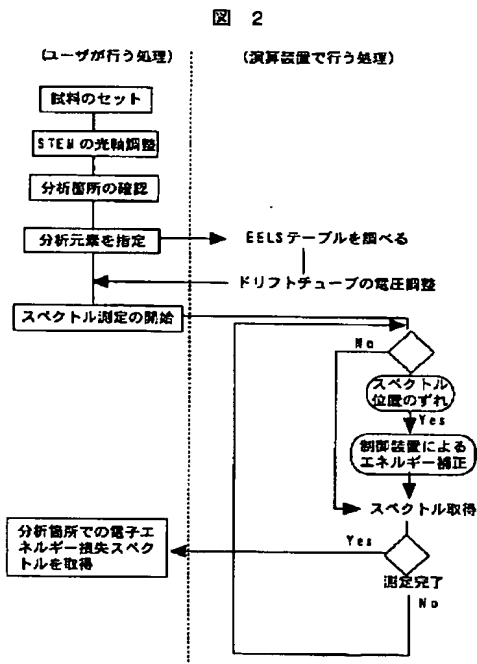 図 2
(ユーザが行う処理)
(演算装置で行う処理)
試料のセット
STEMの光軸調整
分析箇所の確認
分析元素を指定
EELSテーブルを調べる
ドリフトチューブの電圧調整
スペクトル測定の開始
No
スペクトル
位置のずれ
Yes
制御装置による
エネルギー補正
スペクトル取得
分析箇所での電子エ
ネルギー損失スペク
トルを取得
Yes
測定完了
No